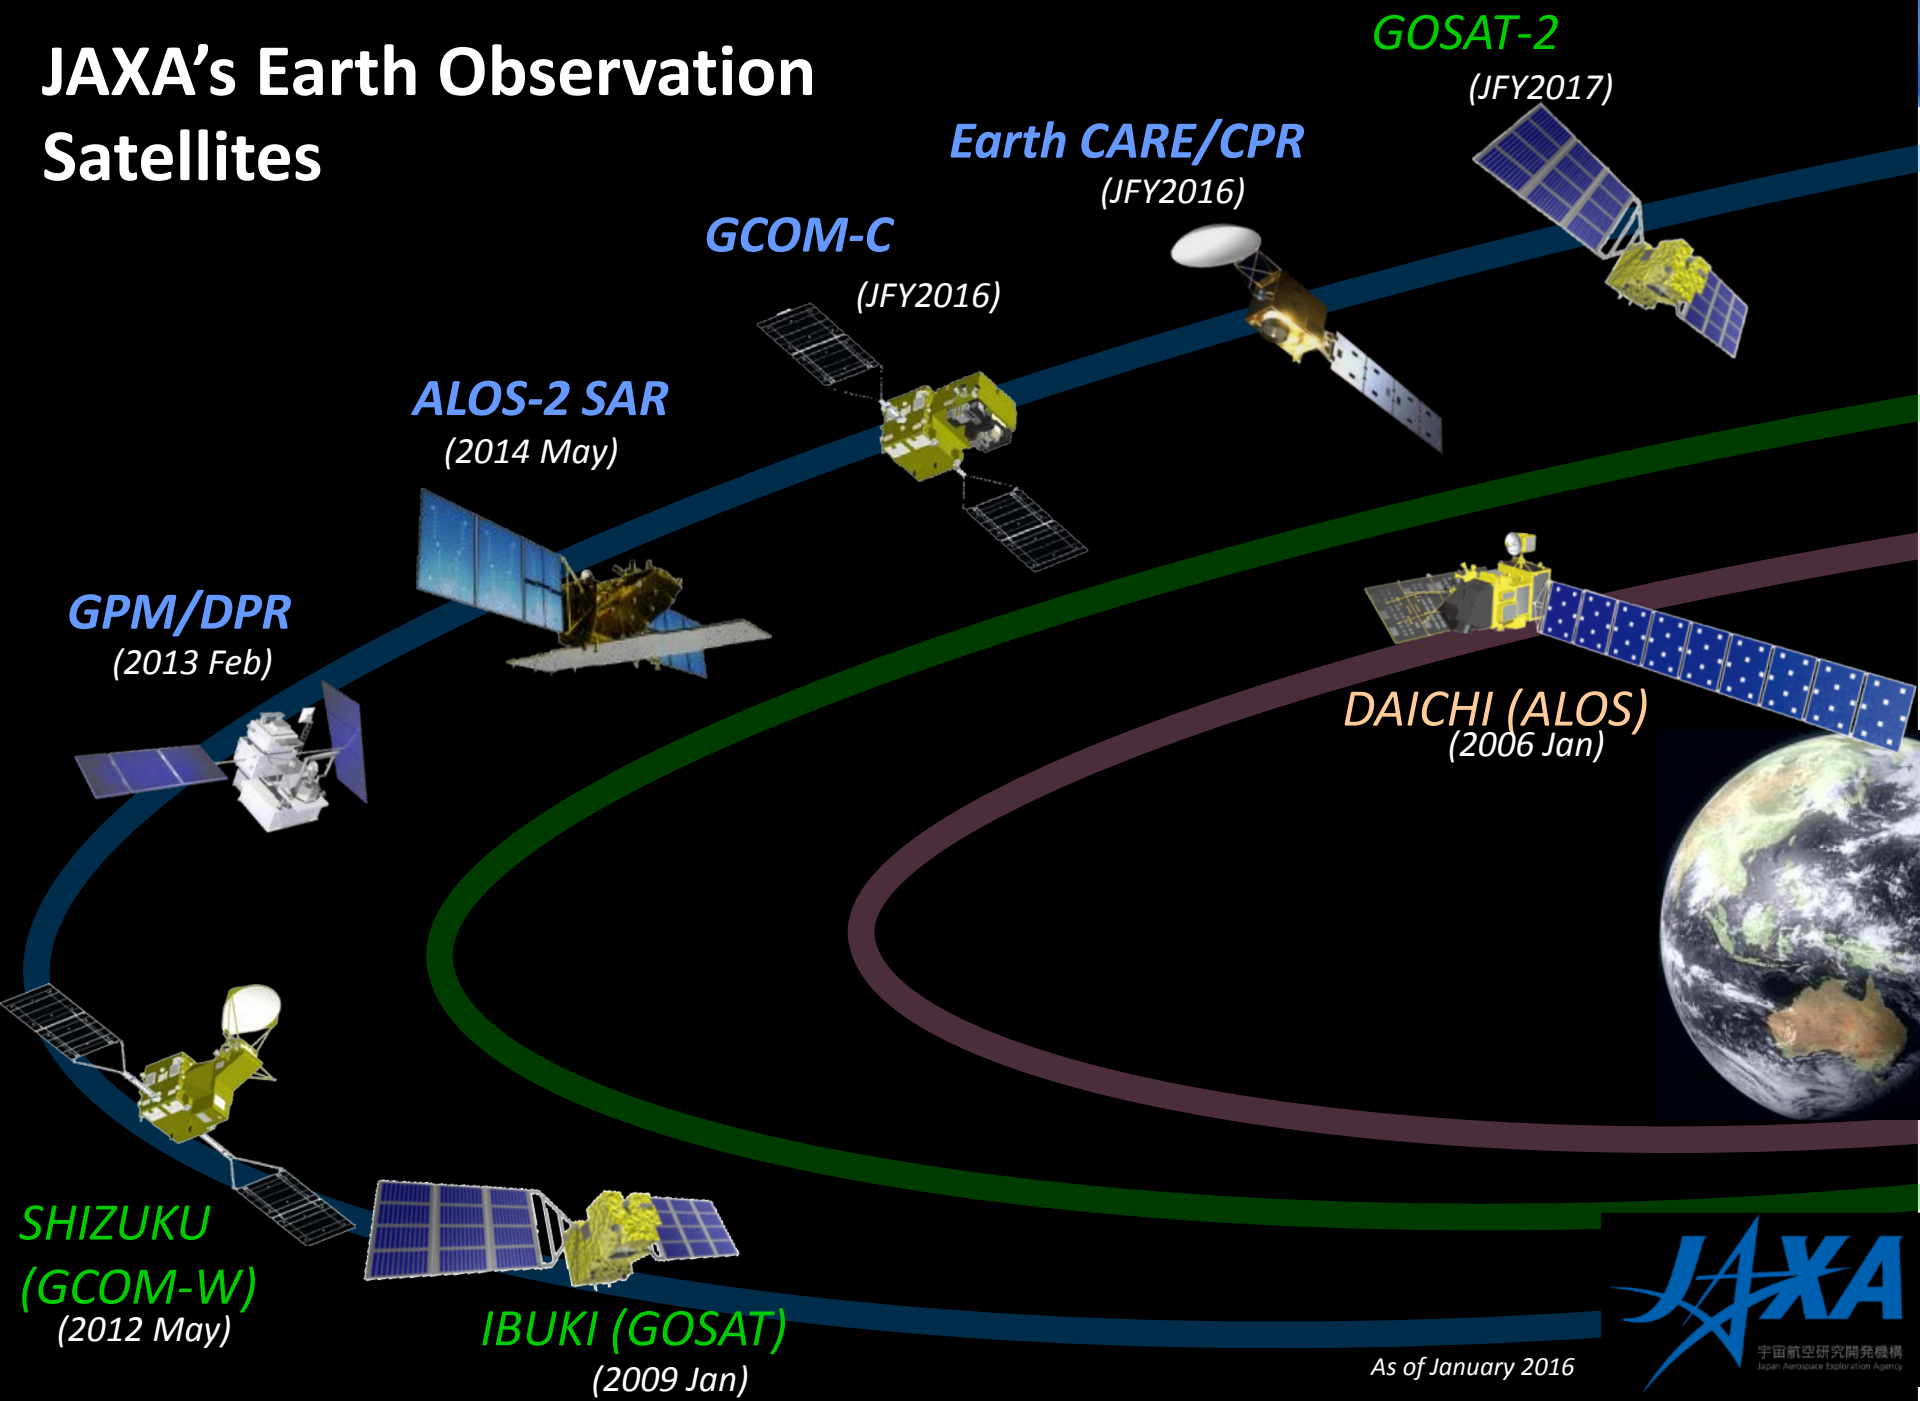 JAXA’s Earth Observation
Satellites
GOSAT-2
(JFY2017)
Earth CARE/CPR
(JFY2016)
GCOM-C
(JFY2016)
ALOS-2 SAR
(2014 May)
GPM/DPR
(2013 Feb)
DAICHI (ALOS)
(2006 Jan)
SHIZUKU
(GCOM-W)
(2012 May)
IBUKI (GOSAT)
(2009 Jan)
As of January 2016
JAXA
宇宙航空研究開発機構
Japan Aerospace Exploration Agency